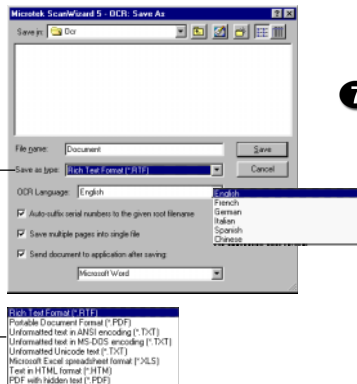 Microtek ScanWizard 5 - OCR: Save As
Save in: Ocr
7
File name: Document
Save
Save as type: Rich Text Format (*.RTF)
Cancel
OCR Language: English
English
French
German
Italian
Spanish
Chinese
Auto-suffix serial numbers to the given root filename
Save multiple pages into single file
Send document to application after saving:
Microsoft Word
Rich Text Format (*.RTF)
Portable Document Format (*.PDF)
Unformatted text in ANSI encoding (*.TXT)
Unformatted text in MS-DOS encoding (*.TXT)
Unformatted Unicode text (*.TXT)
Microsoft Excel spreadsheet format (*.XLS)
Text in HTML format (*.HTM)
PDF with hidden text (*.PDF)